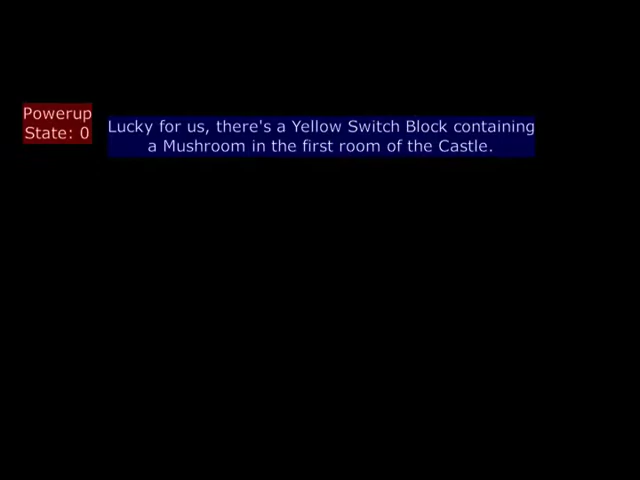 Powerup
State: 0
Lucky for us, there's a Yellow Switch Block containing
a Mushroom in the first room of the Castle.